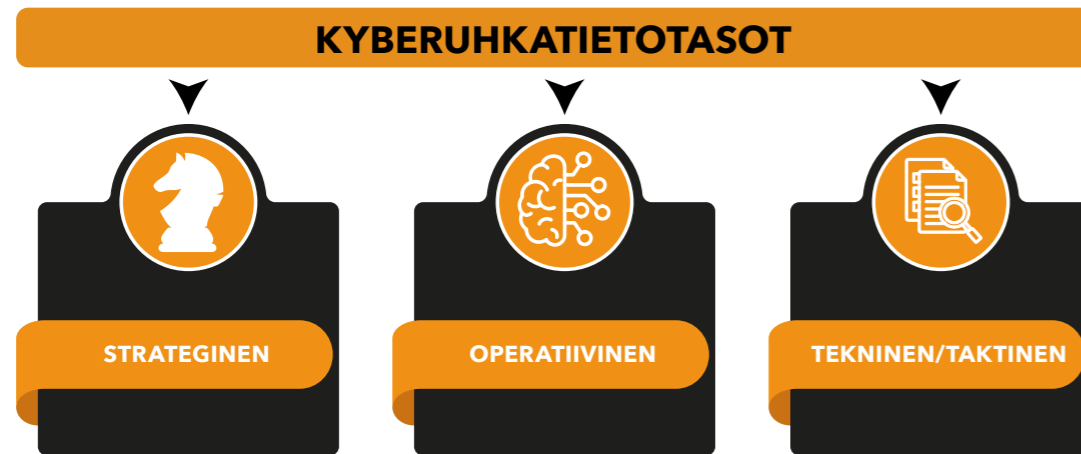 KYBERUHKATIETOTASOT
STRATEGINEN
OPERATIIVINEN
TEKNINEN/TAKTINEN